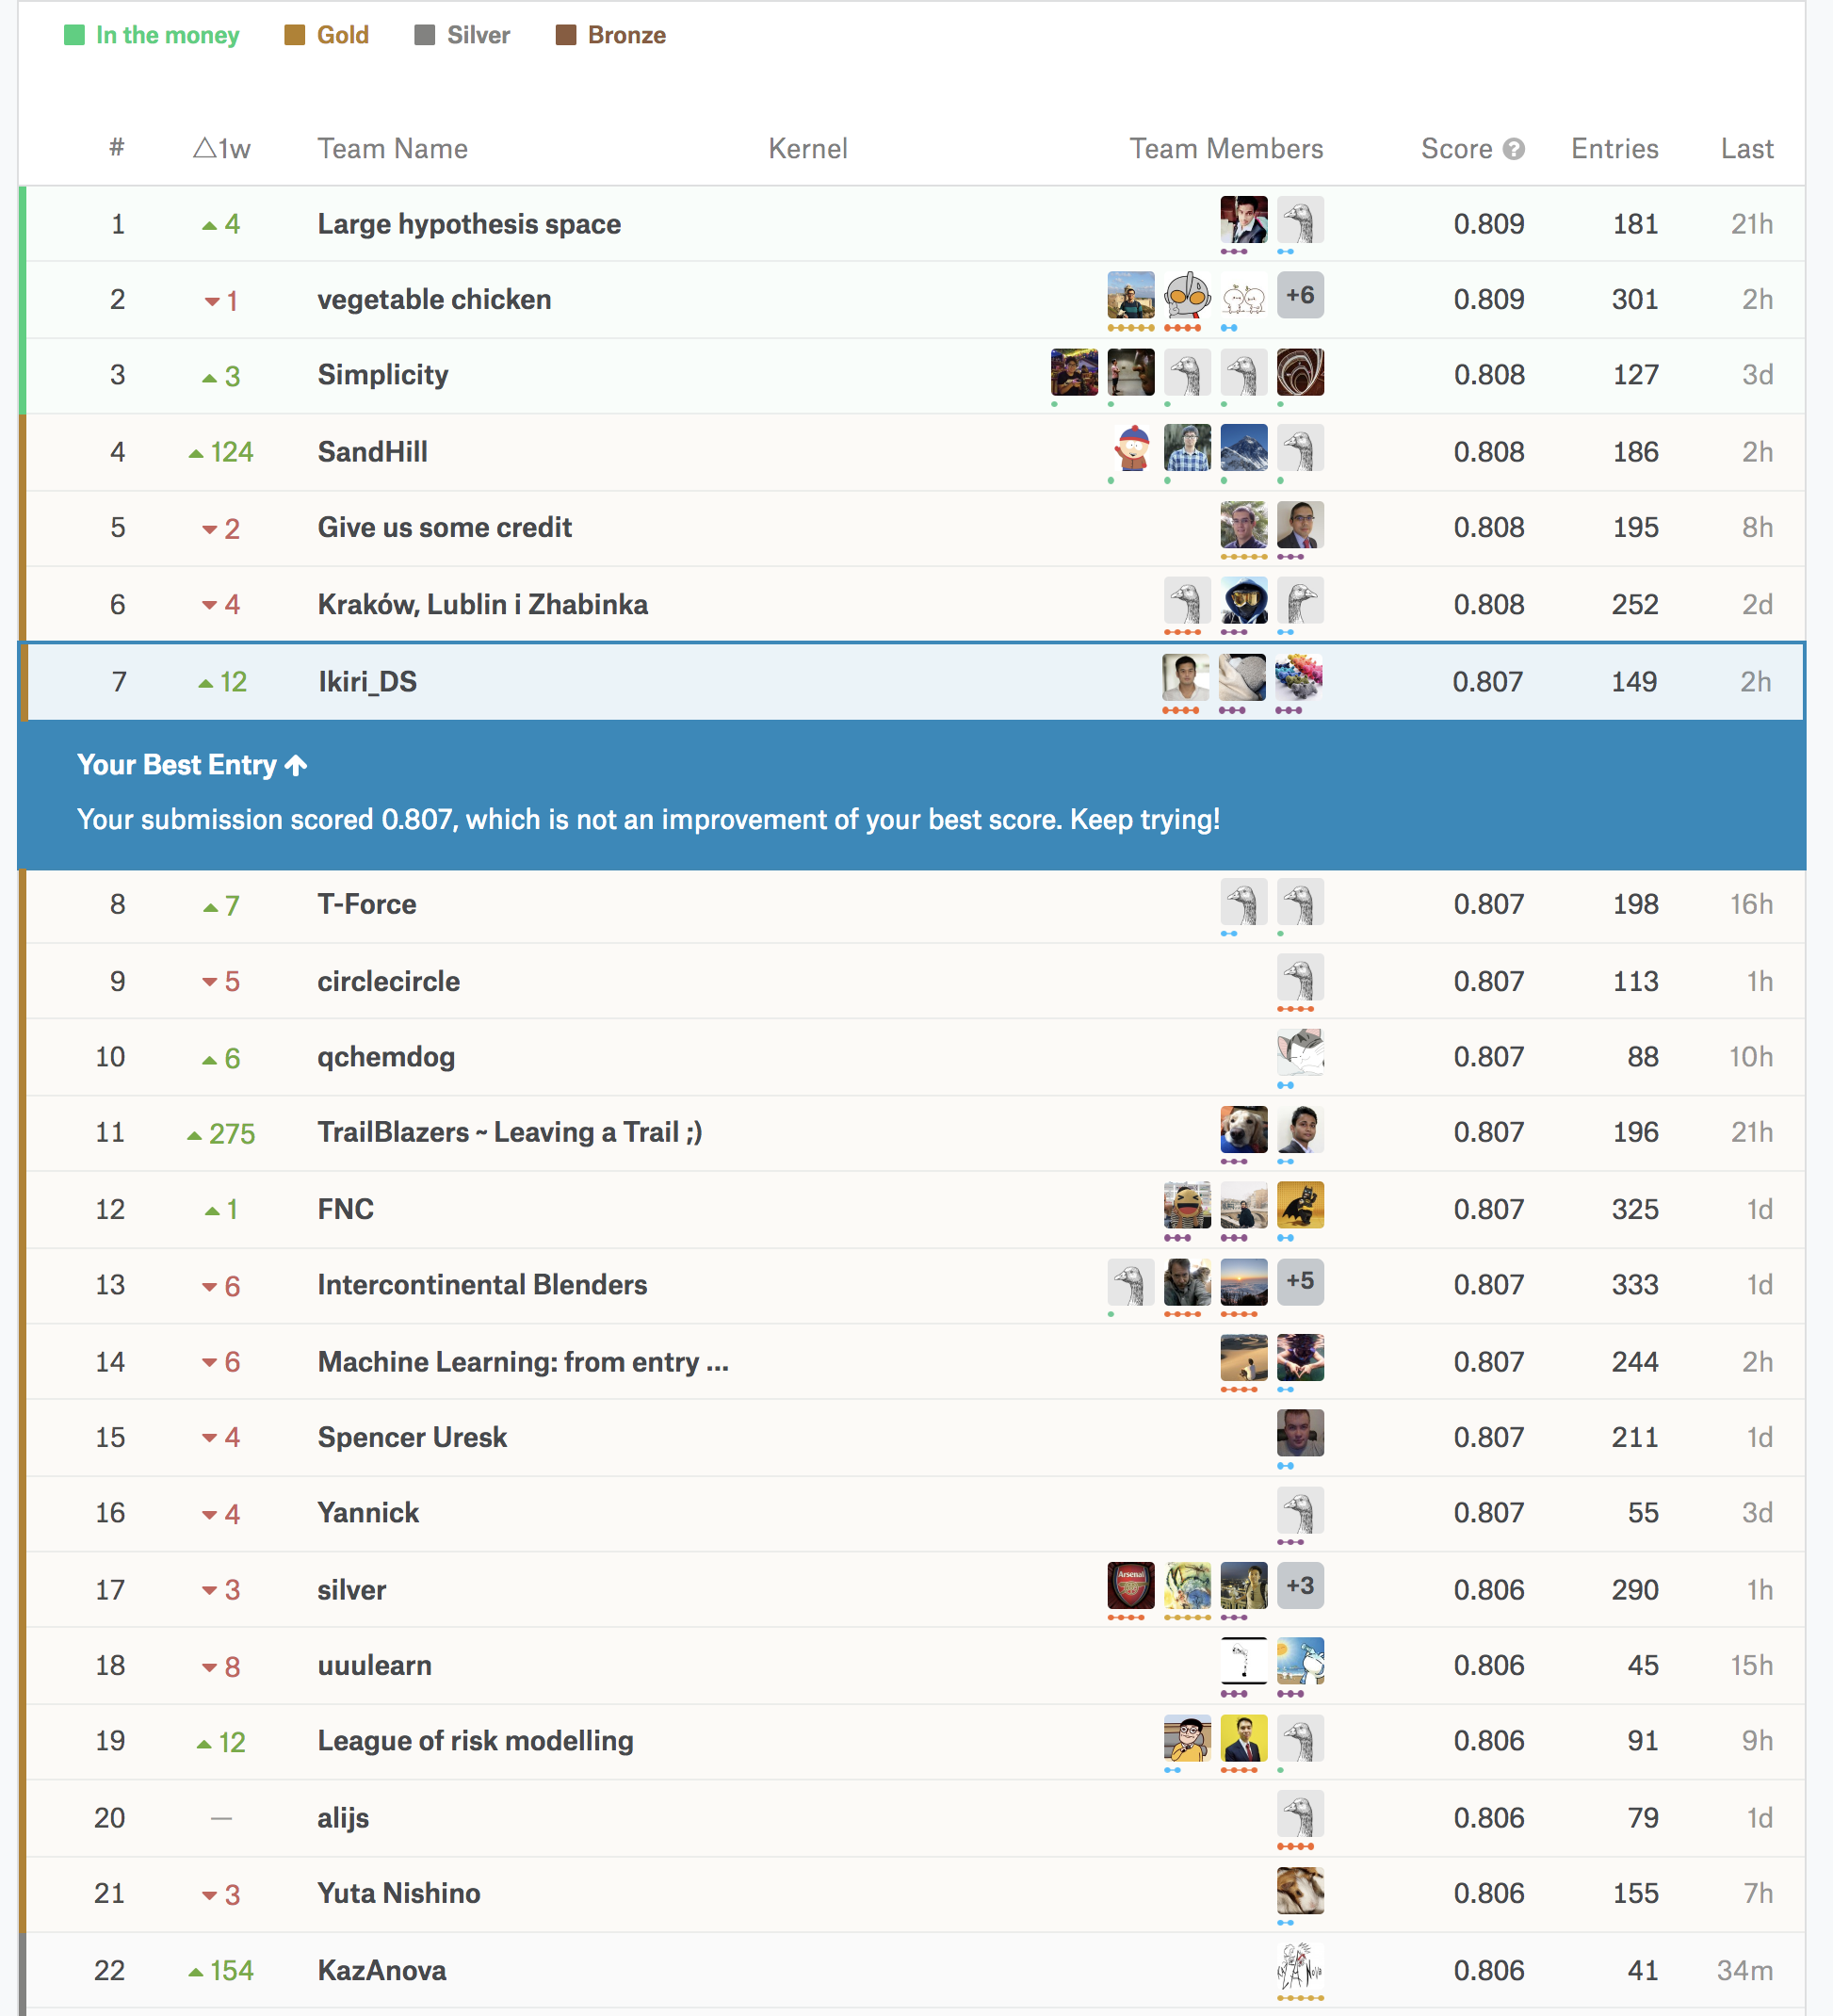 In the money Gold Silver Bronze
# △1w Team Name Kernel Team Members Score ? Entries Last
1 ▲ 4 Large hypothesis space 0.809 181 21h
2 ▼ 1 vegetable chicken +6 0.809 301 2h
3 ▲ 3 Simplicity 0.808 127 3d
4 ▲ 124 SandHill 0.808 186 2h
5 ▼ 2 Give us some credit 0.808 195 8h
6 ▼ 4 Kraków, Lublin i Zhabinka 0.808 252 2d
7 ▲ 12 Ikiri_DS 0.807 149 2h
Your Best Entry ↑
Your submission scored 0.807, which is not an improvement of your best score. Keep trying!
8 ▲ 7 T-Force 0.807 198 16h
9 ▼ 5 circlecircle 0.807 113 1h
10 ▲ 6 qchemdog 0.807 88 10h
11 ▲ 275 TrailBlazers ~ Leaving a Trail ;) 0.807 196 21h
12 ▲ 1 FNC 0.807 325 1d
13 ▼ 6 Intercontinental Blenders +5 0.807 333 1d
14 ▼ 6 Machine Learning: from entry ... 0.807 244 2h
15 ▼ 4 Spencer Uresk 0.807 211 1d
16 ▼ 4 Yannick 0.807 55 3d
17 ▼ 3 silver Arsenal +3 0.806 290 1h
18 ▼ 8 uuulearn 0.806 45 15h
19 ▲ 12 League of risk modelling 0.806 91 9h
20 — alijs 0.806 79 1d
21 ▼ 3 Yuta Nishino 0.806 155 7h
22 ▲ 154 KazAnova 0.806 41 34m